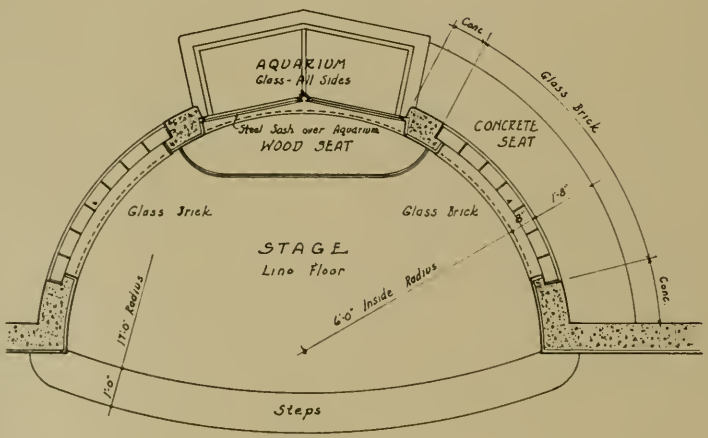 Conc.
AQUARIUM
Glass - All Sides
Glass Brick
Steel Sash over Aquarium
WOOD SEAT
CONCRETE
SEAT
Glass Brick
Glass Brick
1'-8"
STAGE
Lino Floor
6'-0" Inside Radius
17'-0" Radius
Conc.
1'-0"
Steps